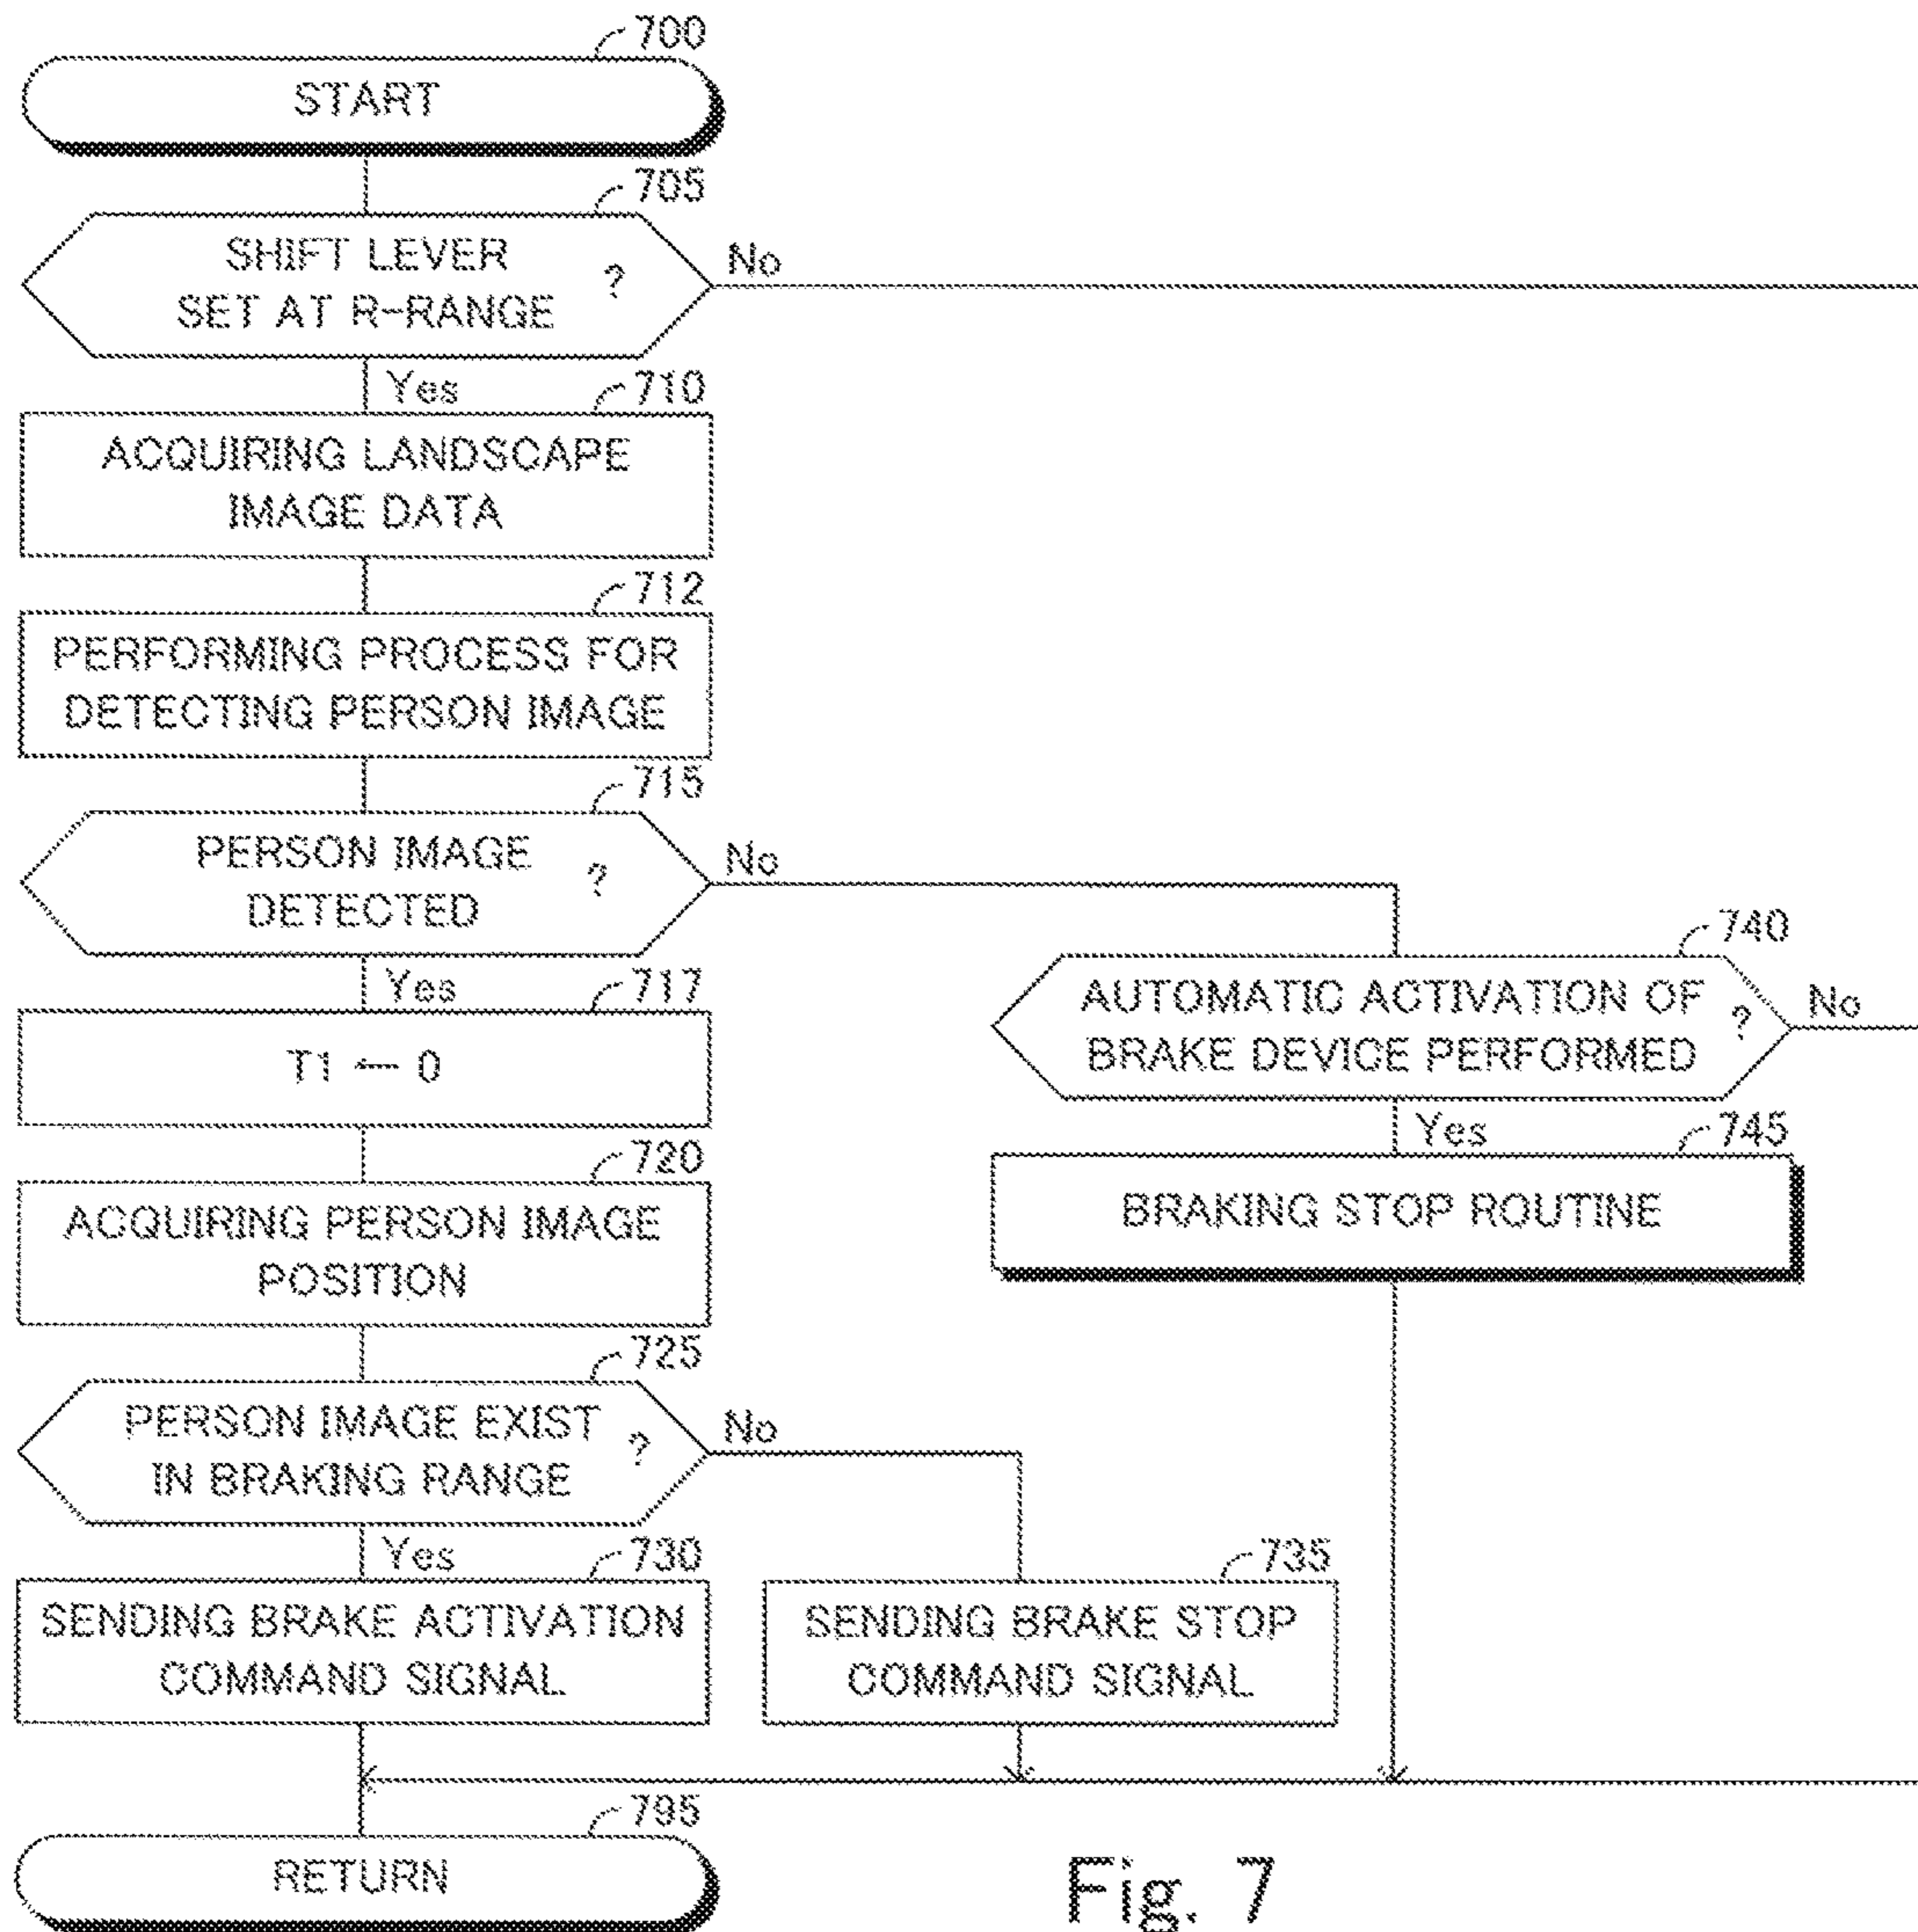 700
START
705
SHIFT LEVER
SET AT R-RANGE ?
No
Yes
710
ACQUIRING LANDSCAPE
IMAGE DATA
712
PERFORMING PROCESS FOR
DETECTING PERSON IMAGE
715
PERSON IMAGE
DETECTED ?
No
Yes
717
T1 ← 0
720
ACQUIRING PERSON IMAGE
POSITION
725
PERSON IMAGE EXIST
IN BRAKING RANGE ?
No
Yes
730
SENDING BRAKE ACTIVATION
COMMAND SIGNAL
735
SENDING BRAKE STOP
COMMAND SIGNAL
740
AUTOMATIC ACTIVATION OF
BRAKE DEVICE PERFORMED ?
No
Yes
745
BRAKING STOP ROUTINE
795
RETURN
Fig. 7